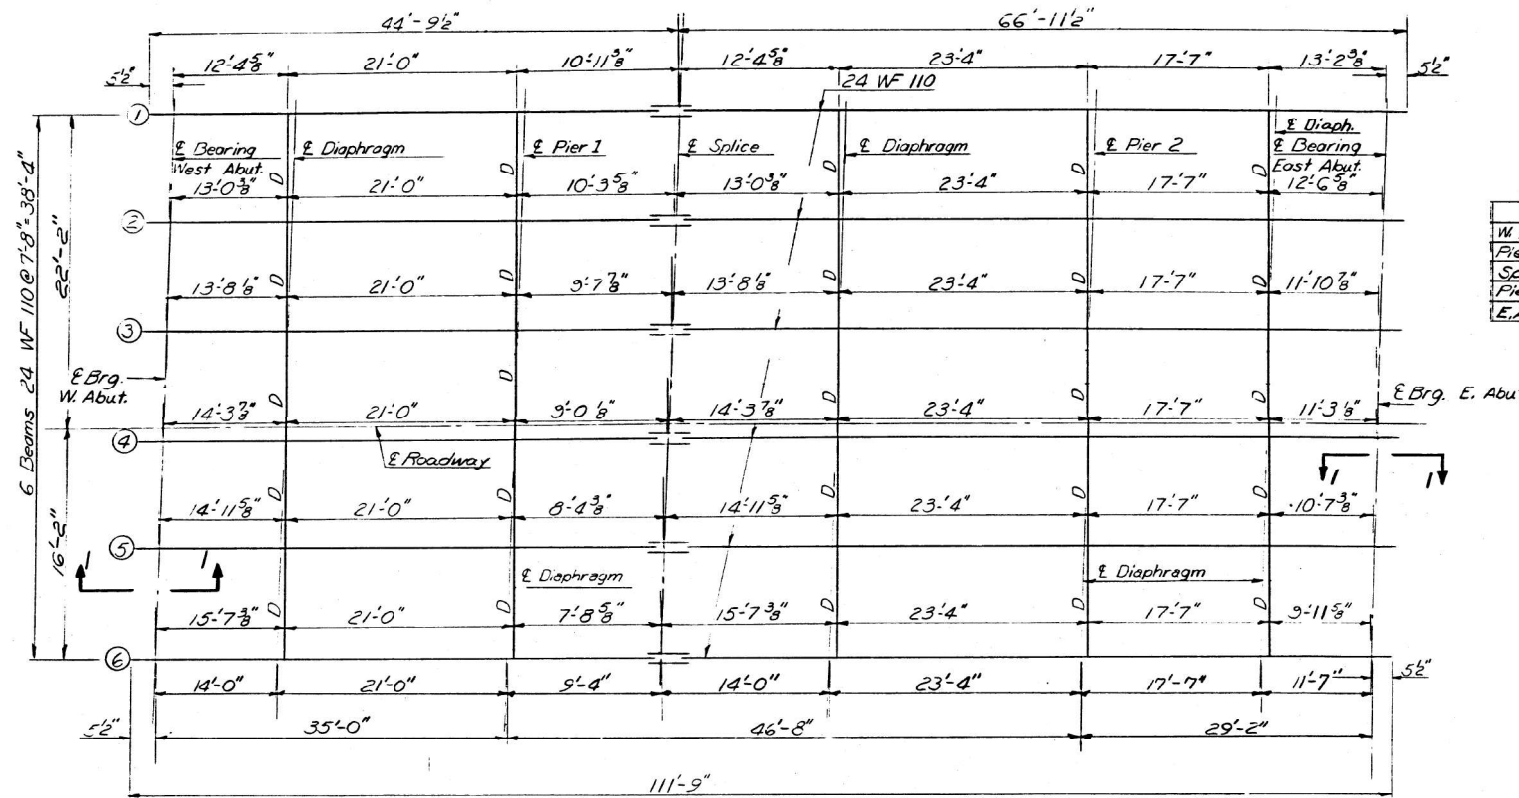 44'-9½" 66'-11½"
12'-4⅝" 21'-0" 10'-11⅜" 12'-4⅝" 23'-4" 17'-7" 13'-2⅜"
5½" 5½"
24 WF 110
1
℄ Bearing ℄ Diaphragm ℄ Pier 1 ℄ Splice ℄ Diaphragm ℄ Pier 2 ℄ Diaph.
West Abut. ℄ Bearing
East Abut.
D D D D D
13'-0⅜" 21'-0" 10'-3⅝" 13'-0⅜" 23'-4" 17'-7" 12'-6⅝"
2
D D D D D
13'-8⅛" 21'-0" 9'-7⅞" 13'-8⅛" 23'-4" 17'-7" 11'-10⅞"
3
6 Beams 24 WF 110 @ 7'-8" = 38'-4"
22'-2"
16'-2"
℄ Brg.
W. Abut.
℄ Brg. E. Abu
D D D D D
14'-3⅞" 21'-0" 9'-0⅛" 14'-3⅞" 23'-4" 17'-7" 11'-3⅛"
4
℄ Roadway
1 1
D D D D D
14'-11⅝" 21'-0" 8'-4⅜" 14'-11⅝" 23'-4" 17'-7" 10'-7⅜"
5
1 1
℄ Diaphragm ℄ Diaphragm
D D D D D
15'-7⅜" 21'-0" 7'-8⅝" 15'-7⅜" 23'-4" 17'-7" 9'-11⅝"
6
14'-0" 21'-0" 9'-4" 14'-0" 23'-4" 17'-7" 11'-7" 5½"
5½" 35'-0" 46'-8" 29'-2"
111'-9"
W.
Pie
Sp
Pie
E.A